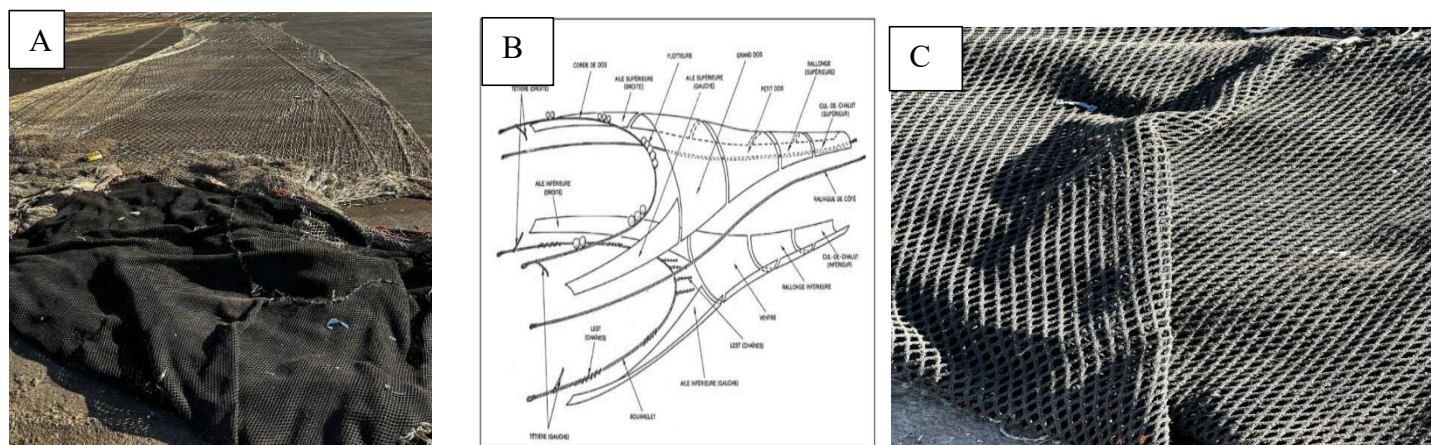 A
B
C
CORDE DE DOS
FLOTTEURS
GRAND DOS
AILE SUPÉRIEURE
(DROITE)
AILE SUPÉRIEURE
(GAUCHE)
RALLONGE
(SUPÉRIEURE)
TÊTIÈRE (DROITE)
PETIT DOS
CUL-DE-CHALUT
(SUPÉRIEUR)
AILE INFÉRIEURE
(DROITE)
RALINGUE DE CÔTÉ
CUL-DE-CHALUT
(INFÉRIEUR)
RALLONGE INFÉRIEURE
VENTRE
LEST
(CHAÎNES)
LEST (CHAÎNES)
AILE INFÉRIEURE (GAUCHE)
BOURRELET
TÊTIÈRE (GAUCHE)